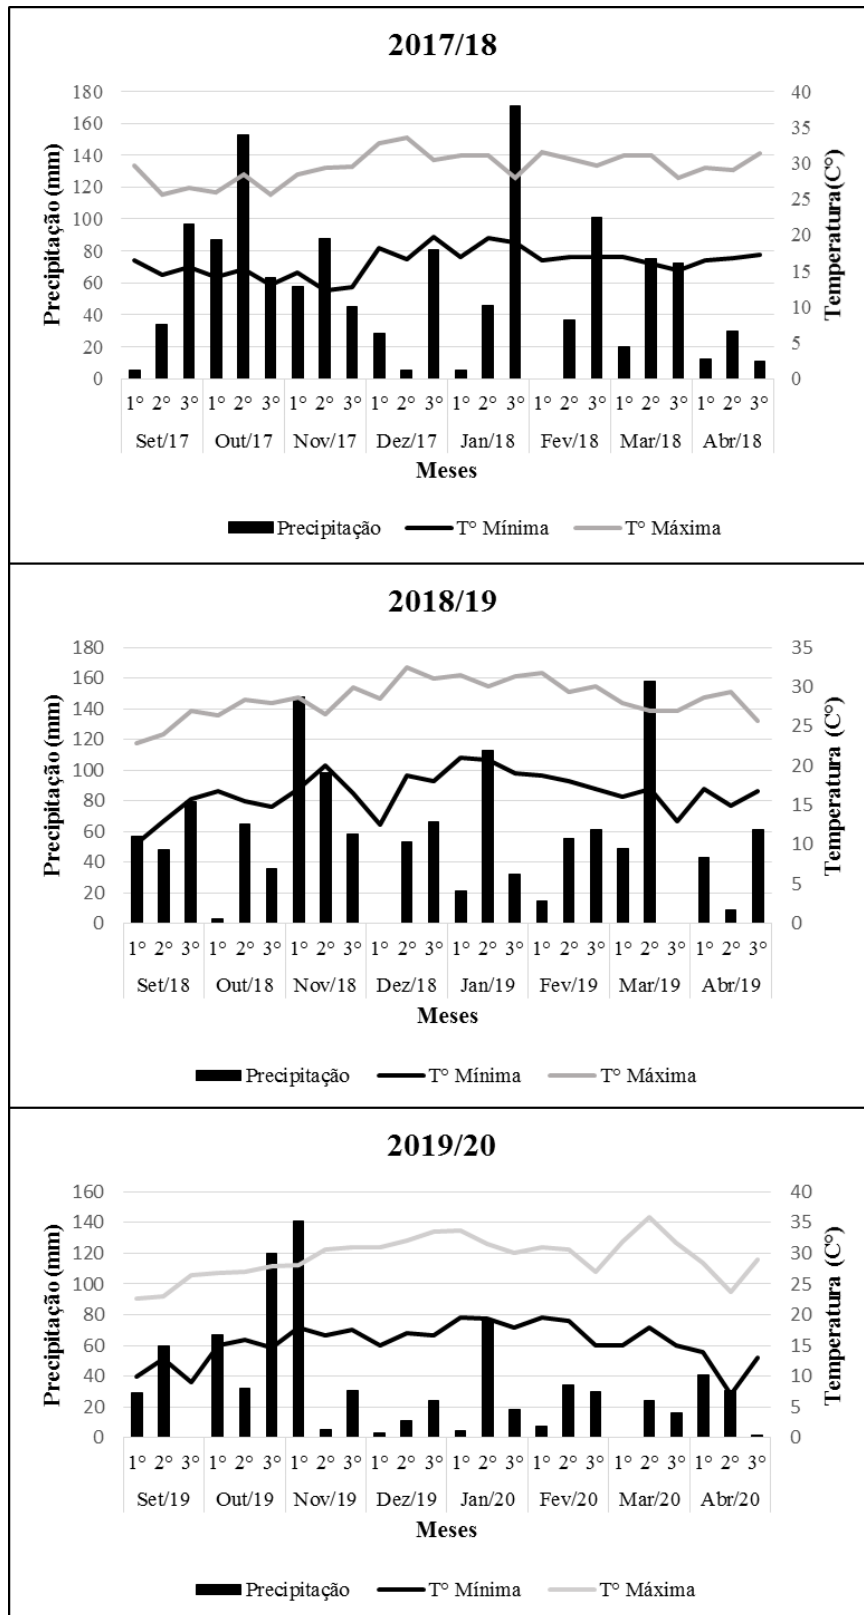 2017/18
180 40
160 35
140 30
120 25
100
80 20
60 15
40 10
20 5
0 0
Precipitação (mm)
Temperatura(C°)
1° 2° 3° 1° 2° 3° 1° 2° 3° 1° 2° 3° 1° 2° 3° 1° 2° 3° 1° 2° 3° 1° 2° 3°
Set/17 Out/17 Nov/17 Dez/17 Jan/18 Fev/18 Mar/18 Abr/18
Meses
Precipitação T° Mínima T° Máxima
2018/19
180 35
160 30
140 25
120
100 20
80 15
60 10
40
20 5
0 0
Precipitação (mm)
Temperatura (C°)
1° 2° 3° 1° 2° 3° 1° 2° 3° 1° 2° 3° 1° 2° 3° 1° 2° 3° 1° 2° 3° 1° 2° 3°
Set/18 Out/18 Nov/18 Dez/18 Jan/19 Fev/19 Mar/19 Abr/19
Meses
Precipitação T° Mínima T° Máxima
2019/20
160 40
140 35
120 30
100 25
80 20
60 15
40 10
20 5
0 0
Precipitação (mm)
Temperatura (C°)
1° 2° 3° 1° 2° 3° 1° 2° 3° 1° 2° 3° 1° 2° 3° 1° 2° 3° 1° 2° 3° 1° 2° 3°
Set/19 Out/19 Nov/19 Dez/19 Jan/20 Fev/20 Mar/20 Abr/20
Meses
Precipitação T° Mínima T° Máxima